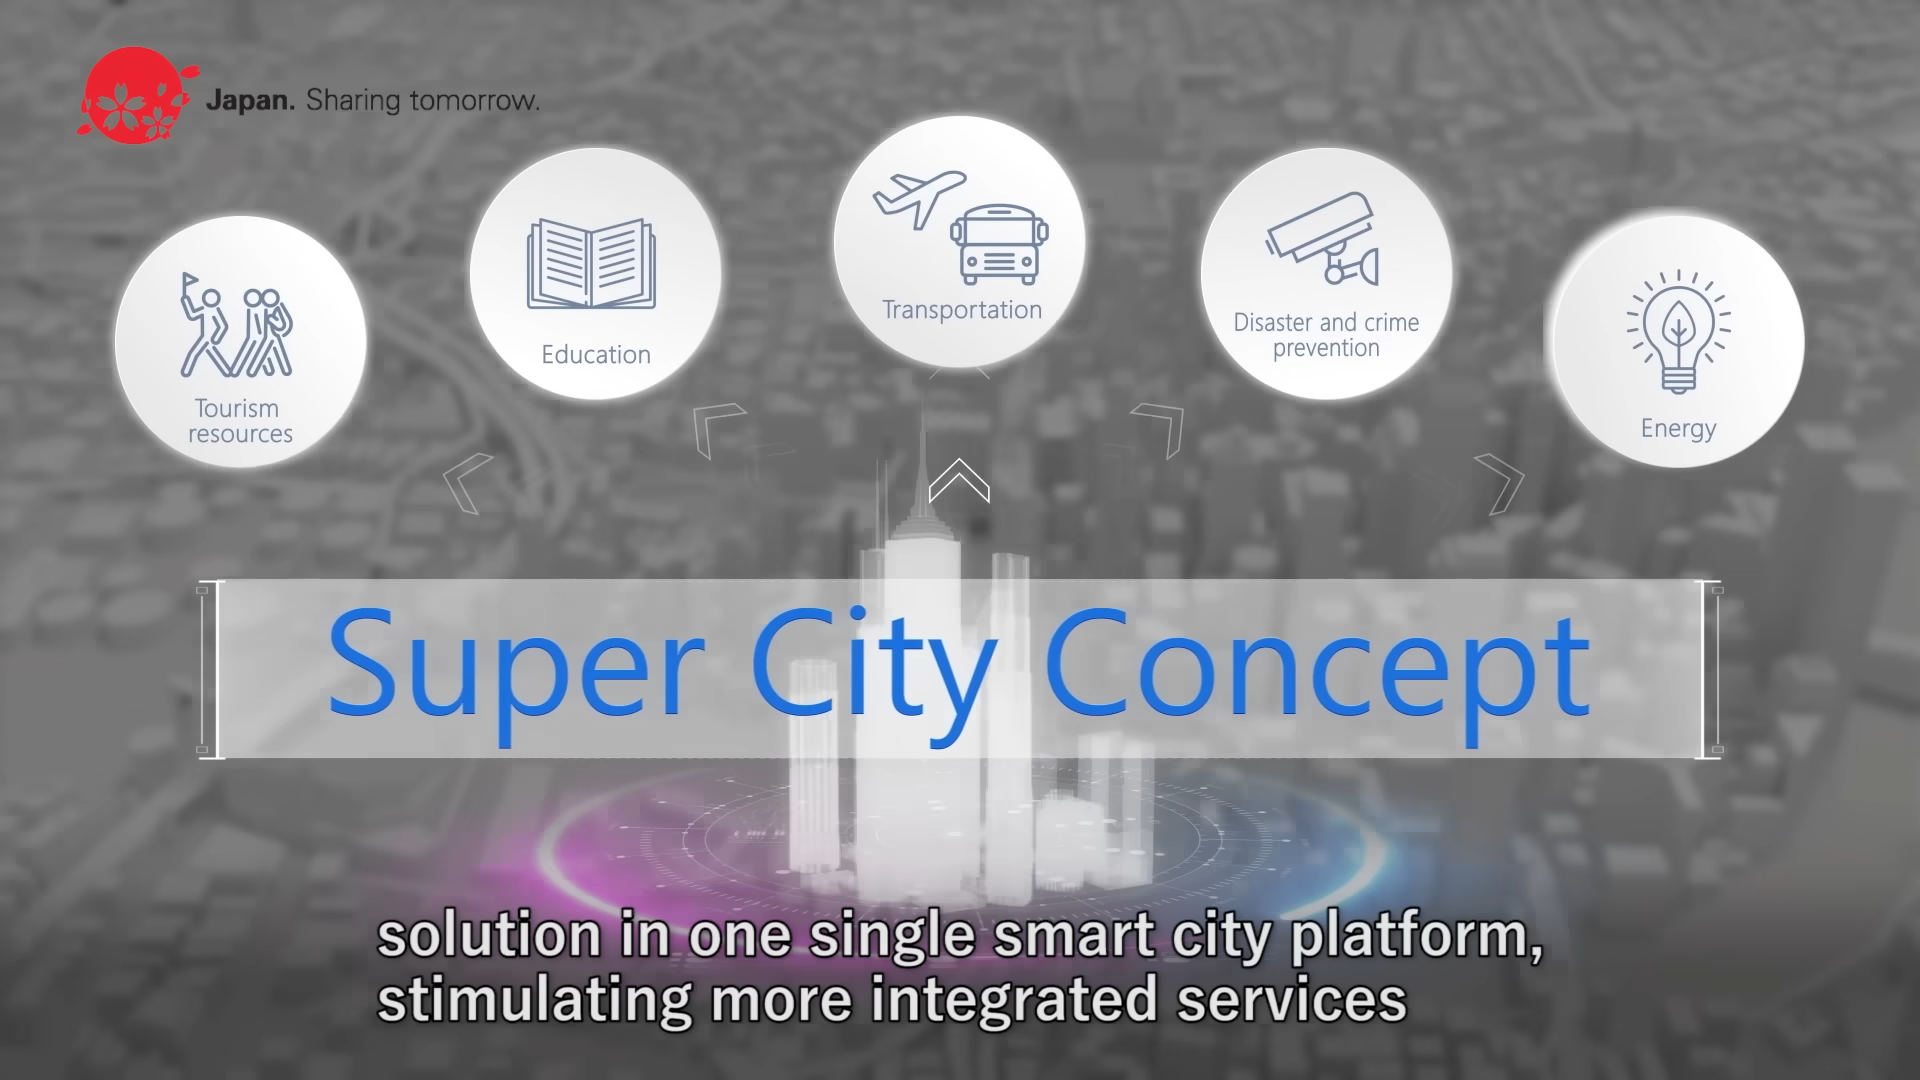 Japan. Sharing tomorrow.
Tourism
resources
Education
Transportation
Disaster and crime
prevention
Energy
Super City Concept
solution in one single smart city platform,
stimulating more integrated services